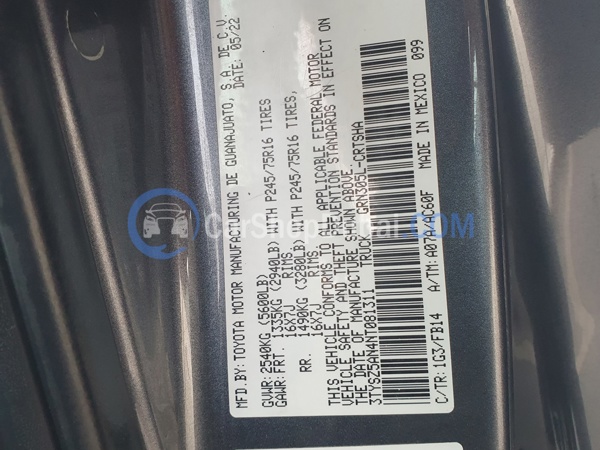 MFD.BY: TOYOTA MOTOR MANUFACTURING DE GUANAJUATO, S.A. DE C.V.
DATE: 05/22
GVWR: 2540KG (5600LB)
GAWR: FRT. 1335KG (2940LB) WITH P245/75R16 TIRES
16X7J RIMS
RR. 1490KG (3280LB) WITH P245/75R16 TIRES,
16X7J RIMS.
THIS VEHICLE CONFORMS TO ALL APPLICABLE FEDERAL MOTOR
VEHICLE SAFETY AND THEFT PREVENTION STANDARDS IN EFFECT ON
THE DATE OF MANUFACTURE SHOWN ABOVE.
3TYSZ5AN4NT081311 TRUCK GRN305L-CRTSHA
C/TR: 1G3/FB14 A/TM: A07A/AC60F MADE IN MEXICO 099